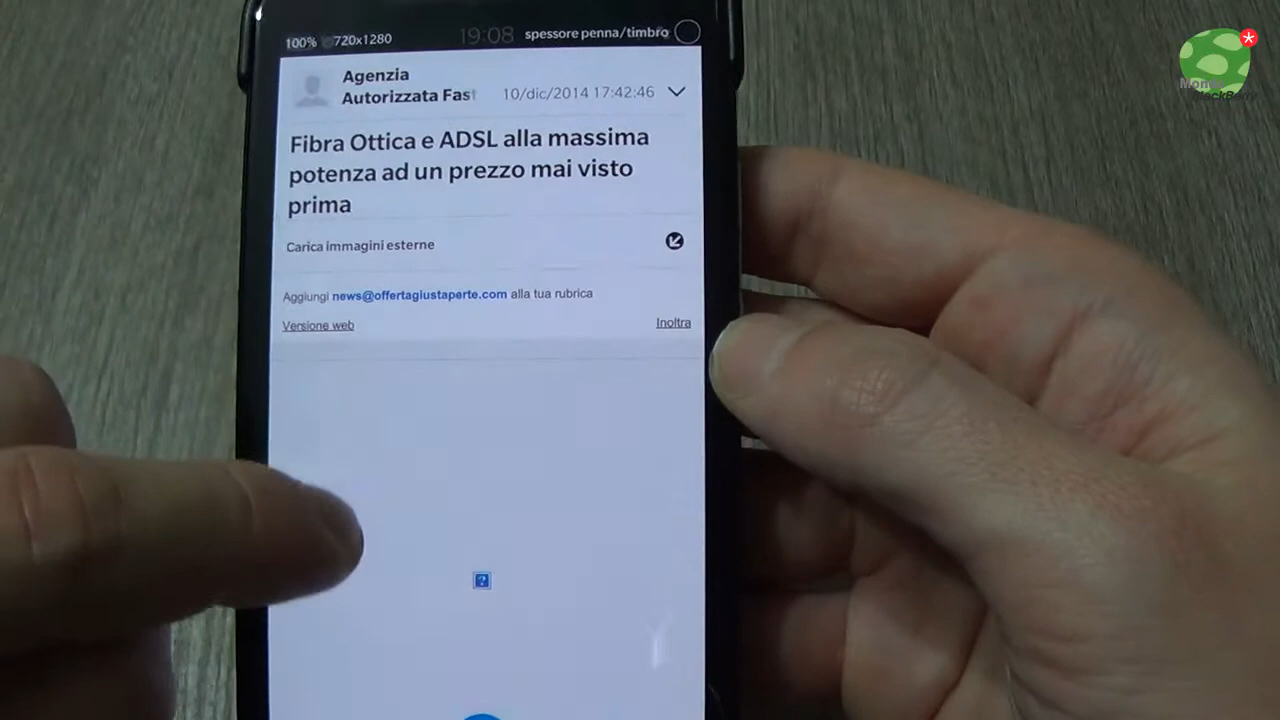 100% 720x1280 19:08 spessore penna/timbro
Agenzia
Autorizzata Fast 10/dic/2014 17:42:46
Fibra Ottica e ADSL alla massima
potenza ad un prezzo mai visto
prima
Carica immagini esterne
Aggiungi news@offertagiustaperte.com alla tua rubrica
Versione web Inoltra
?
BlackBerry